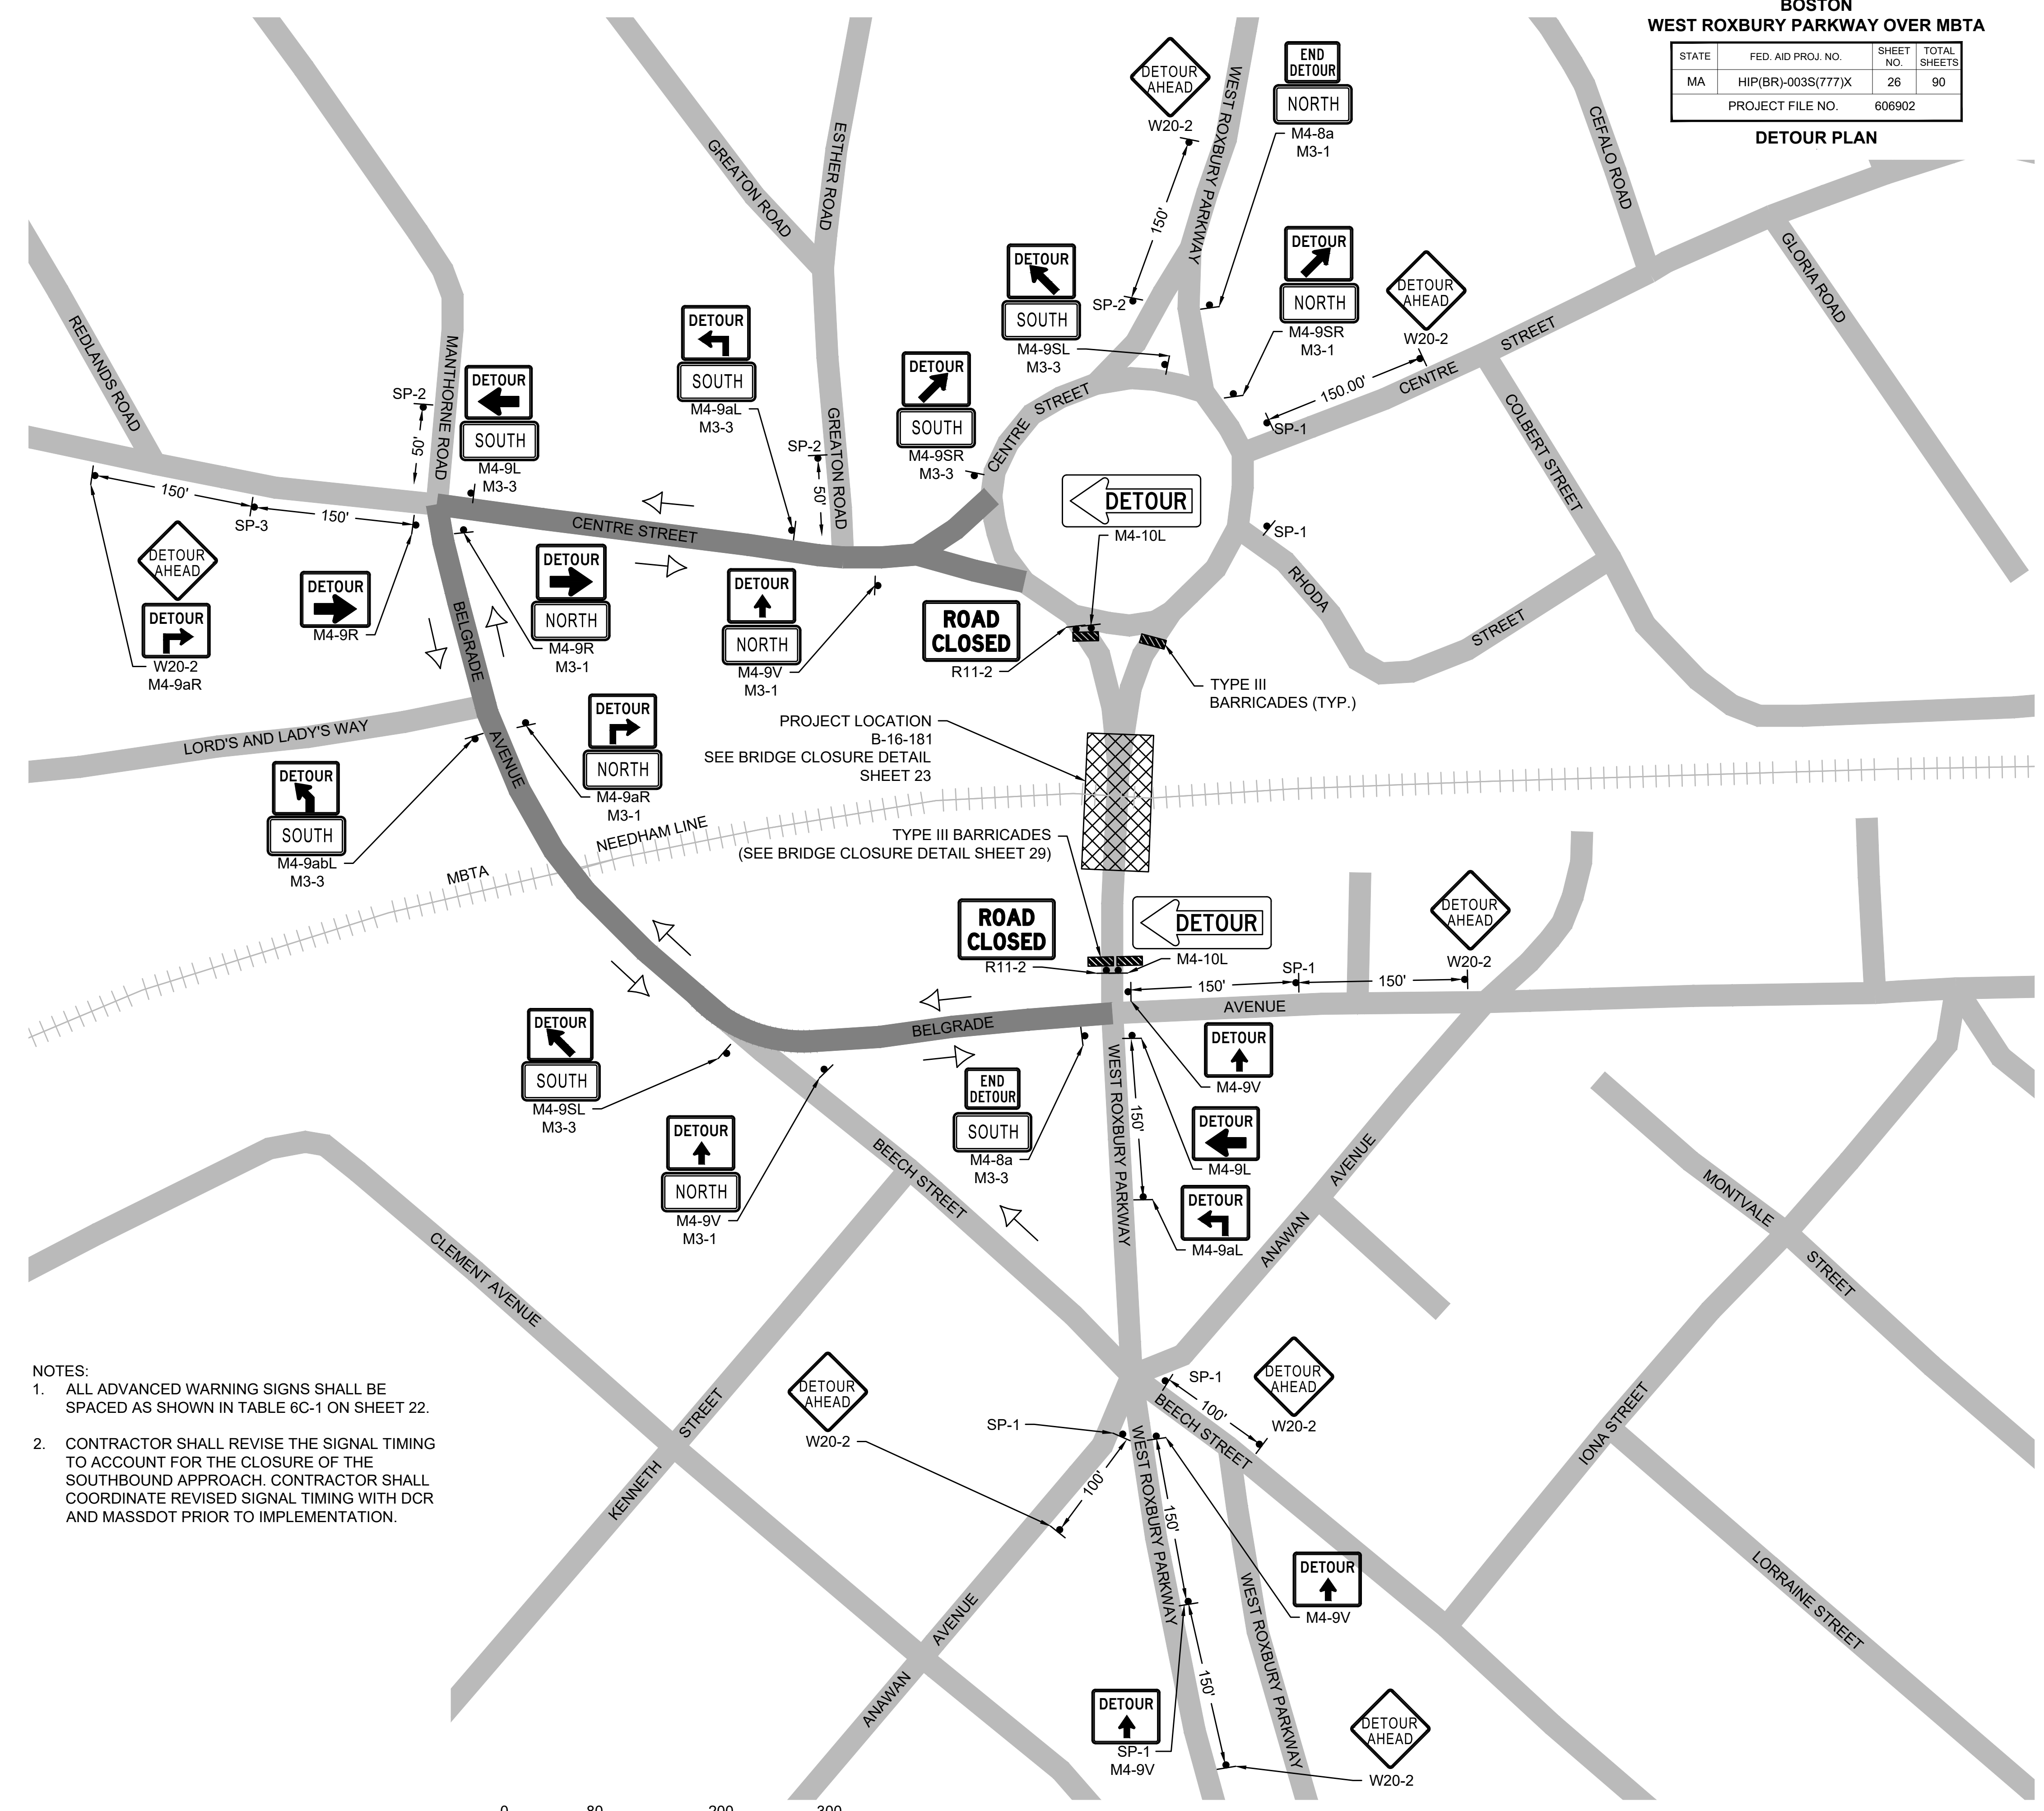 BOSTON
WEST ROXBURY PARKWAY OVER MBTA
STATE
FED. AID PROJ. NO.
SHEET NO.
TOTAL SHEETS
MA
HIP(BR)-003S(777)X
26
90
PROJECT FILE NO.
606902
DETOUR PLAN
DETOUR
AHEAD
W20-2
WEST ROXBURY PARKWAY
END
DETOUR
NORTH
M4-8a
M3-1
150'
SP-2
CEFALO ROAD
GLORIA ROAD
ESTHER ROAD
GREATON ROAD
DETOUR
SOUTH
M4-9SL
M3-3
DETOUR
NORTH
M4-9SR
M3-1
DETOUR
AHEAD
W20-2
150.00'
SP-1
CENTRE
STREET
COLBERT STREET
REDLANDS ROAD
MANTHORNE ROAD
SP-2
50'
DETOUR
SOUTH
M4-9L
M3-3
DETOUR
SOUTH
M4-9aL
M3-3
SP-2
50'
GREATON ROAD
DETOUR
SOUTH
M4-9SR
M3-3
CENTRE
STREET
DETOUR
M4-10L
SP-1
RHODA
STREET
150'
SP-3
150'
DETOUR
AHEAD
DETOUR
W20-2
M4-9aR
DETOUR
M4-9R
CENTRE STREET
DETOUR
NORTH
M4-9R
M3-1
DETOUR
NORTH
M4-9V
M3-1
ROAD
CLOSED
R11-2
TYPE III
BARRICADES (TYP.)
BELGRADE
AVENUE
LORD'S AND LADY'S WAY
DETOUR
NORTH
M4-9aR
M3-1
DETOUR
SOUTH
M4-9abL
M3-3
PROJECT LOCATION
B-16-181
SEE BRIDGE CLOSURE DETAIL
SHEET 23
MBTA
NEEDHAM LINE
TYPE III BARRICADES
(SEE BRIDGE CLOSURE DETAIL SHEET 29)
ROAD
CLOSED
R11-2
DETOUR
M4-10L
150'
SP-1
150'
DETOUR
AHEAD
W20-2
BELGRADE
AVENUE
DETOUR
SOUTH
M4-9SL
M3-3
DETOUR
NORTH
M4-9V
M3-1
END
DETOUR
SOUTH
M4-8a
M3-3
WEST ROXBURY PARKWAY
150'
DETOUR
M4-9V
DETOUR
M4-9L
DETOUR
M4-9aL
BEECH STREET
ANAWAN
AVENUE
MONTVALE
STREET
CLEMENT AVENUE
KENNETH
STREET
IONA STREET
LORRAINE STREET
DETOUR
AHEAD
W20-2
SP-1
100'
SP-1
100'
DETOUR
AHEAD
W20-2
BEECH STREET
WEST ROXBURY PARKWAY
150'
150'
WEST ROXBURY PARKWAY
DETOUR
M4-9V
ANAWAN
AVENUE
DETOUR
SP-1
M4-9V
DETOUR
AHEAD
W20-2
NOTES:
1. ALL ADVANCED WARNING SIGNS SHALL BE
SPACED AS SHOWN IN TABLE 6C-1 ON SHEET 22.
2. CONTRACTOR SHALL REVISE THE SIGNAL TIMING
TO ACCOUNT FOR THE CLOSURE OF THE
SOUTHBOUND APPROACH. CONTRACTOR SHALL
COORDINATE REVISED SIGNAL TIMING WITH DCR
AND MASSDOT PRIOR TO IMPLEMENTATION.
0 80 200 300